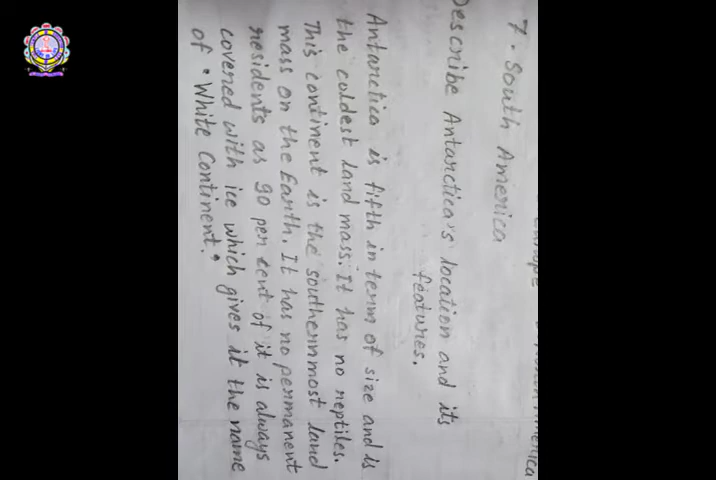 7. South America
Describe Antarctica's location and its
features.
Antarctica is fifth in term of size and is
the coldest land mass. It has no reptiles.
This continent is the southernmost land
mass on the Earth. It has no permanent
residents as 90 per cent of it is always
covered with ice which gives it the name
of "White Continent."